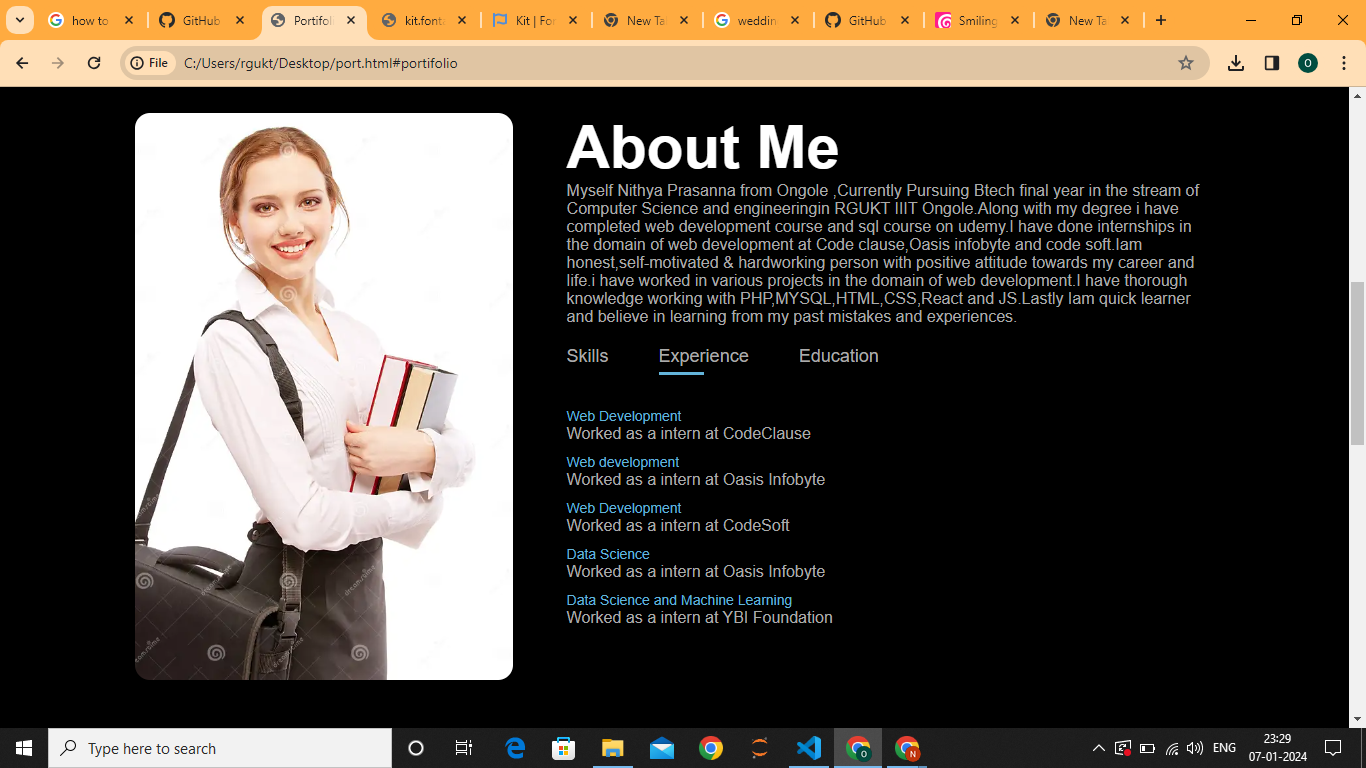 how to
GitHub
Portfoli
kit.fonta
Kit | For
New Ta
weddin
GitHub
Smiling
New Ta
File
C:/Users/rgukt/Desktop/port.html#portifolio
O
About Me
Myself Nithya Prasanna from Ongole ,Currently Pursuing Btech final year in the stream of
Computer Science and engineeringin RGUKT IIIT Ongole.Along with my degree i have
completed web development course and sql course on udemy.I have done internships in
the domain of web development at Code clause,Oasis infobyte and code soft.Iam
honest,self-motivated & hardworking person with positive attitude towards my career and
life.i have worked in various projects in the domain of web development.I have thorough
knowledge working with PHP,MYSQL,HTML,CSS,React and JS.Lastly Iam quick learner
and believe in learning from my past mistakes and experiences.
Skills Experience Education
Web Development
Worked as a intern at CodeClause
Web development
Worked as a intern at Oasis Infobyte
Web Development
Worked as a intern at CodeSoft
Data Science
Worked as a intern at Oasis Infobyte
Data Science and Machine Learning
Worked as a intern at YBI Foundation
Type here to search
O
N
ENG
23:29
07-01-2024